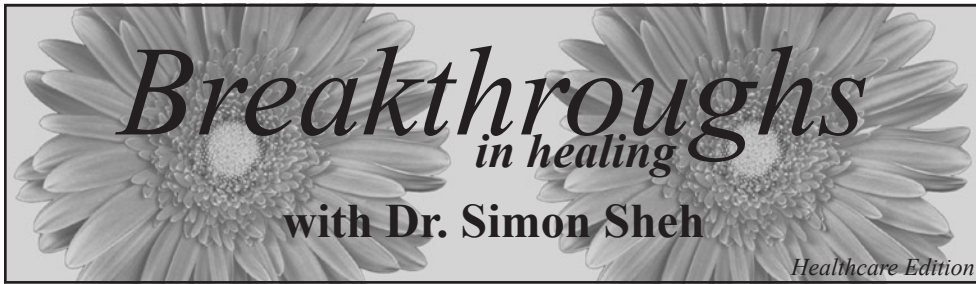 Breakthroughs
in healing
with Dr. Simon Sheh
Healthcare Edition